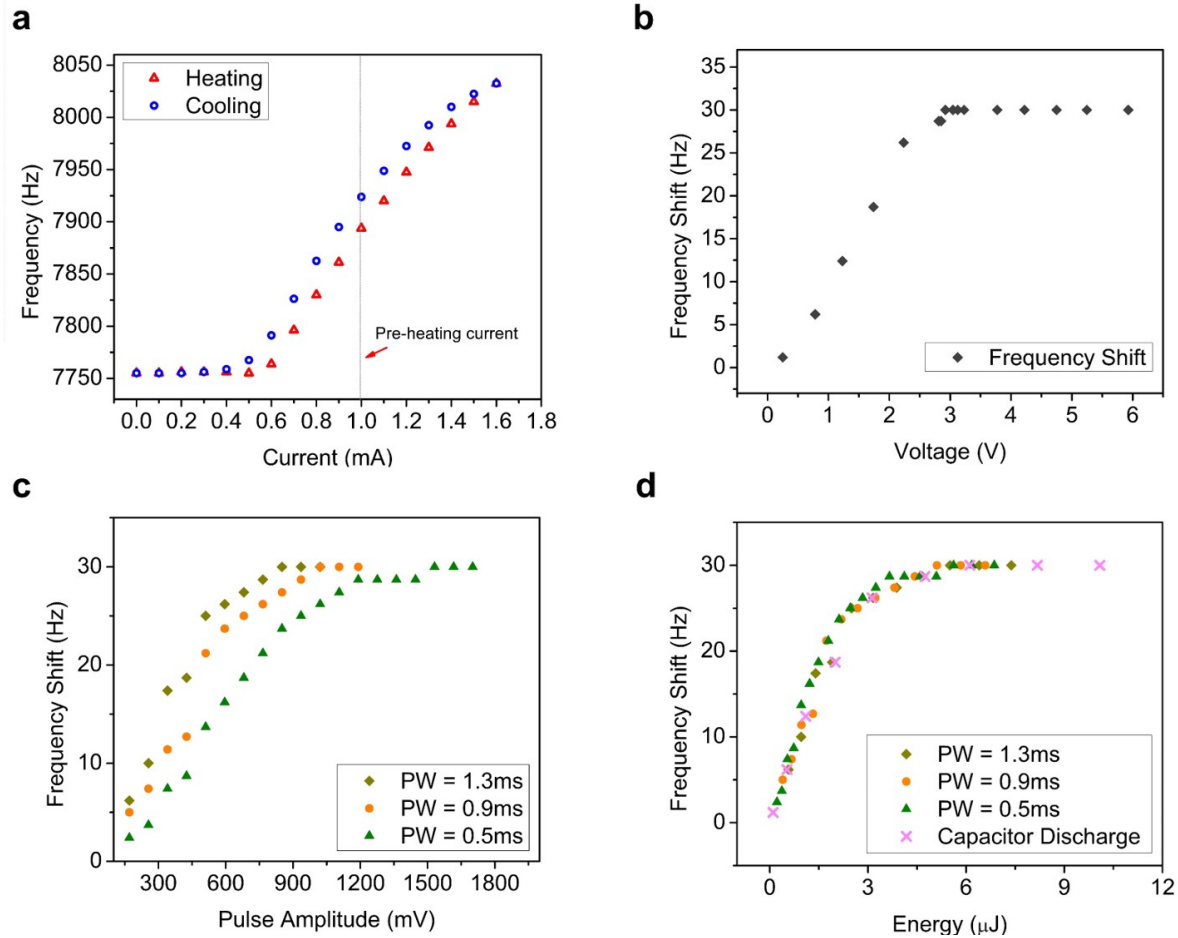 a
8050
8000
7950
7900
7850
7800
7750
Frequency (Hz)
Heating
Cooling
Pre-heating current
0.0 0.2 0.4 0.6 0.8 1.0 1.2 1.4 1.6 1.8
Current (mA)
b
35
30
25
20
15
10
5
0
Frequency Shift (Hz)
Frequency Shift
0 1 2 3 4 5 6
Voltage (V)
c
30
20
10
0
Frequency Shift (Hz)
PW = 1.3ms
PW = 0.9ms
PW = 0.5ms
300 600 900 1200 1500 1800
Pulse Amplitude (mV)
d
30
20
10
0
Frequency Shift (Hz)
PW = 1.3ms
PW = 0.9ms
PW = 0.5ms
Capacitor Discharge
0 3 6 9 12
Energy (μJ)